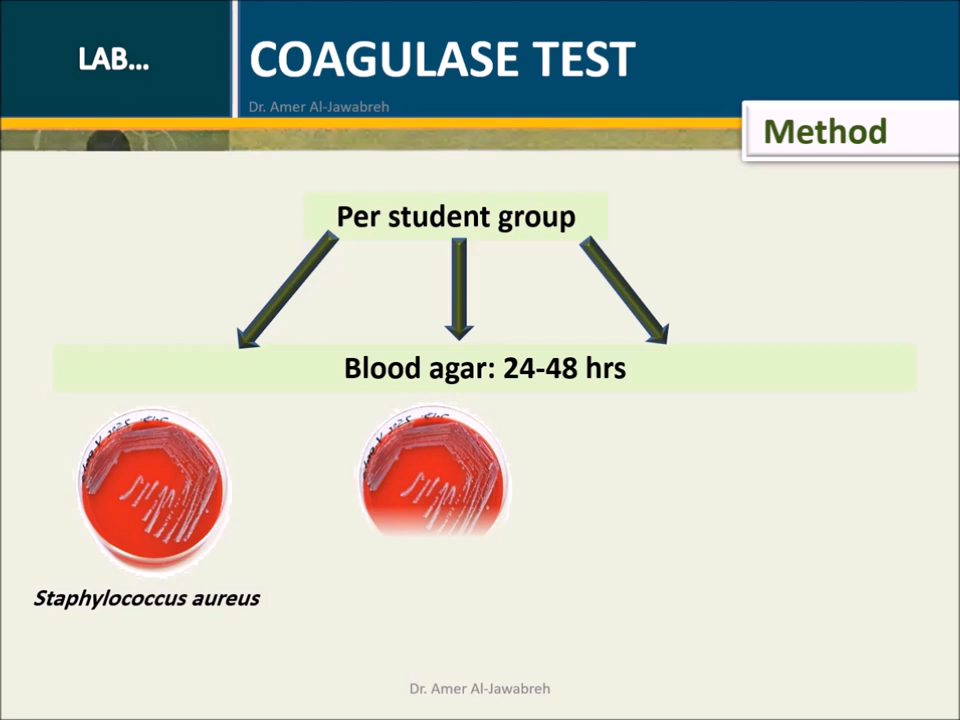 LAB...
COAGULASE TEST
Dr. Amer Al-Jawabreh
Method
Per student group
Blood agar: 24-48 hrs
Staphylococcus aureus
Dr. Amer Al-Jawabreh